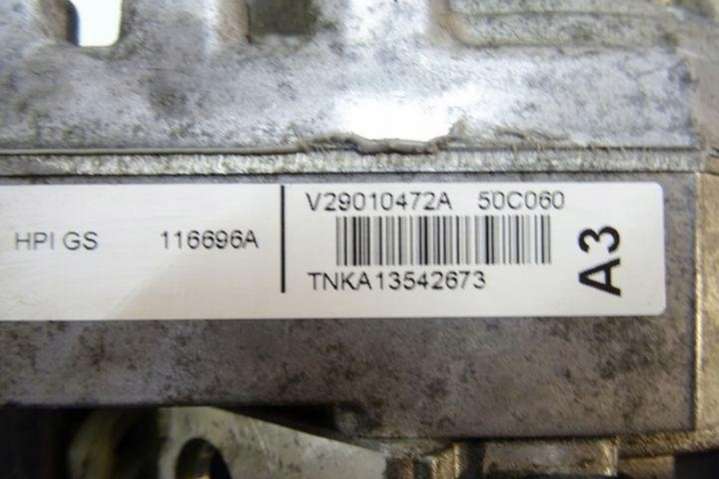 HPI GS 116696A
V29010472A 50C060
TNKA13542673
A3